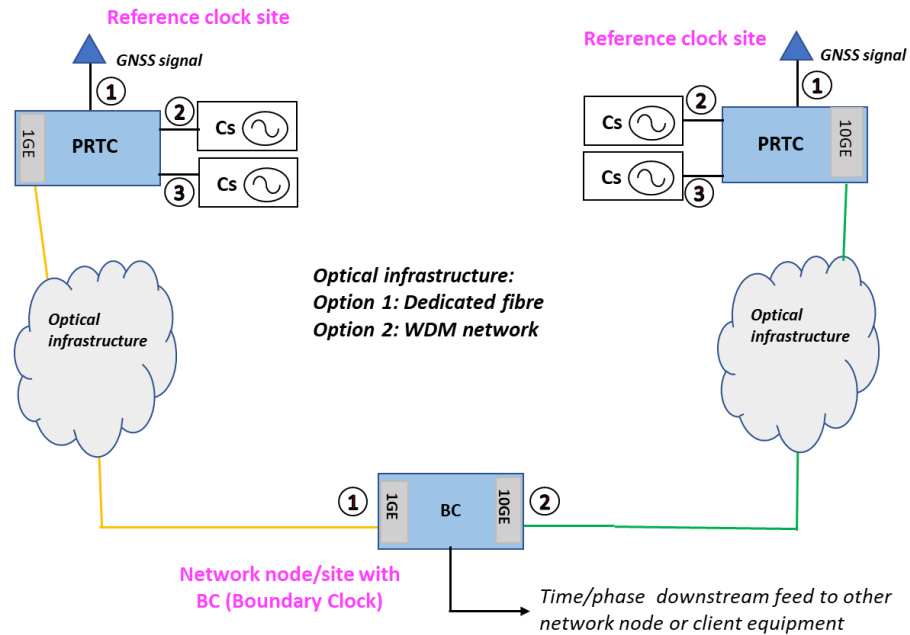 Reference clock site
GNSS signal
1
2
Cs
1GE
PRTC
3
Cs
Optical
infrastructure
Reference clock site
GNSS signal
1
2
Cs
PRTC
10GE
Cs
3
Optical
infrastructure
Optical infrastructure:
Option 1: Dedicated fibre
Option 2: WDM network
1
1GE
BC
10GE
2
Network node/site with
BC (Boundary Clock)
Time/phase downstream feed to other
network node or client equipment